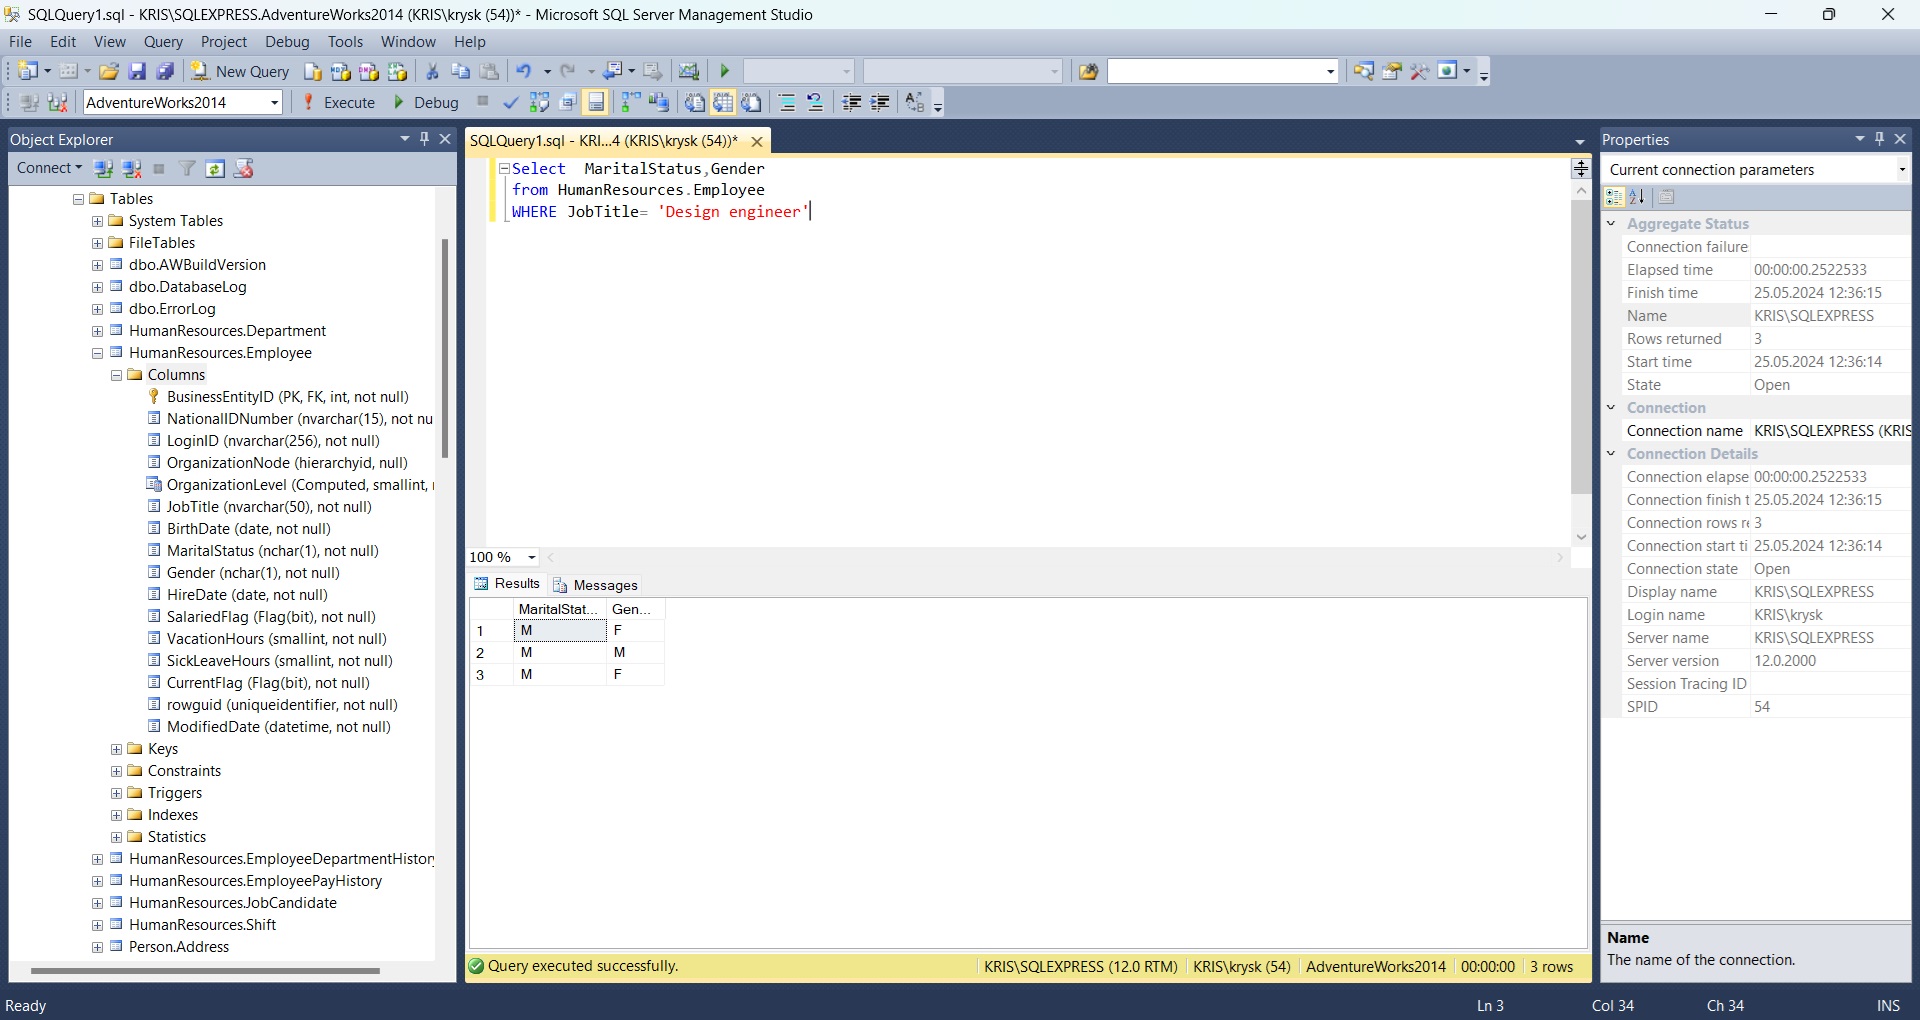 SQLQuery1.sql - KRIS\SQLEXPRESS.AdventureWorks2014 (KRIS\krysk (54))* - Microsoft SQL Server Management Studio
File Edit View Query Project Debug Tools Window Help
New Query
AdventureWorks2014 Execute Debug
Object Explorer
Connect
Tables
System Tables
FileTables
dbo.AWBuildVersion
dbo.DatabaseLog
dbo.ErrorLog
HumanResources.Department
HumanResources.Employee
Columns
BusinessEntityID (PK, FK, int, not null)
NationalIDNumber (nvarchar(15), not nu
LoginID (nvarchar(256), not null)
OrganizationNode (hierarchyid, null)
OrganizationLevel (Computed, smallint,
JobTitle (nvarchar(50), not null)
BirthDate (date, not null)
MaritalStatus (nchar(1), not null)
Gender (nchar(1), not null)
HireDate (date, not null)
SalariedFlag (Flag(bit), not null)
VacationHours (smallint, not null)
SickLeaveHours (smallint, not null)
CurrentFlag (Flag(bit), not null)
rowguid (uniqueidentifier, not null)
ModifiedDate (datetime, not null)
Keys
Constraints
Triggers
Indexes
Statistics
HumanResources.EmployeeDepartmentHistory
HumanResources.EmployeePayHistory
HumanResources.JobCandidate
HumanResources.Shift
Person.Address
SQLQuery1.sql - KRI...4 (KRIS\krysk (54))*
Select MaritalStatus,Gender
from HumanResources.Employee
WHERE JobTitle= 'Design engineer'
100 %
Results Messages
MaritalStat... Gen...
1 M F
2 M M
3 M F
Query executed successfully. KRIS\SQLEXPRESS (12.0 RTM) KRIS\krysk (54) AdventureWorks2014 00:00:00 3 rows
Properties
Current connection parameters
Aggregate Status
Connection failure
Elapsed time 00:00:00.2522533
Finish time 25.05.2024 12:36:15
Name KRIS\SQLEXPRESS
Rows returned 3
Start time 25.05.2024 12:36:14
State Open
Connection
Connection name KRIS\SQLEXPRESS (KRIS
Connection Details
Connection elapse 00:00:00.2522533
Connection finish t 25.05.2024 12:36:15
Connection rows re 3
Connection start ti 25.05.2024 12:36:14
Connection state Open
Display name KRIS\SQLEXPRESS
Login name KRIS\krysk
Server name KRIS\SQLEXPRESS
Server version 12.0.2000
Session Tracing ID
SPID 54
Name
The name of the connection.
Ready Ln 3 Col 34 Ch 34 INS